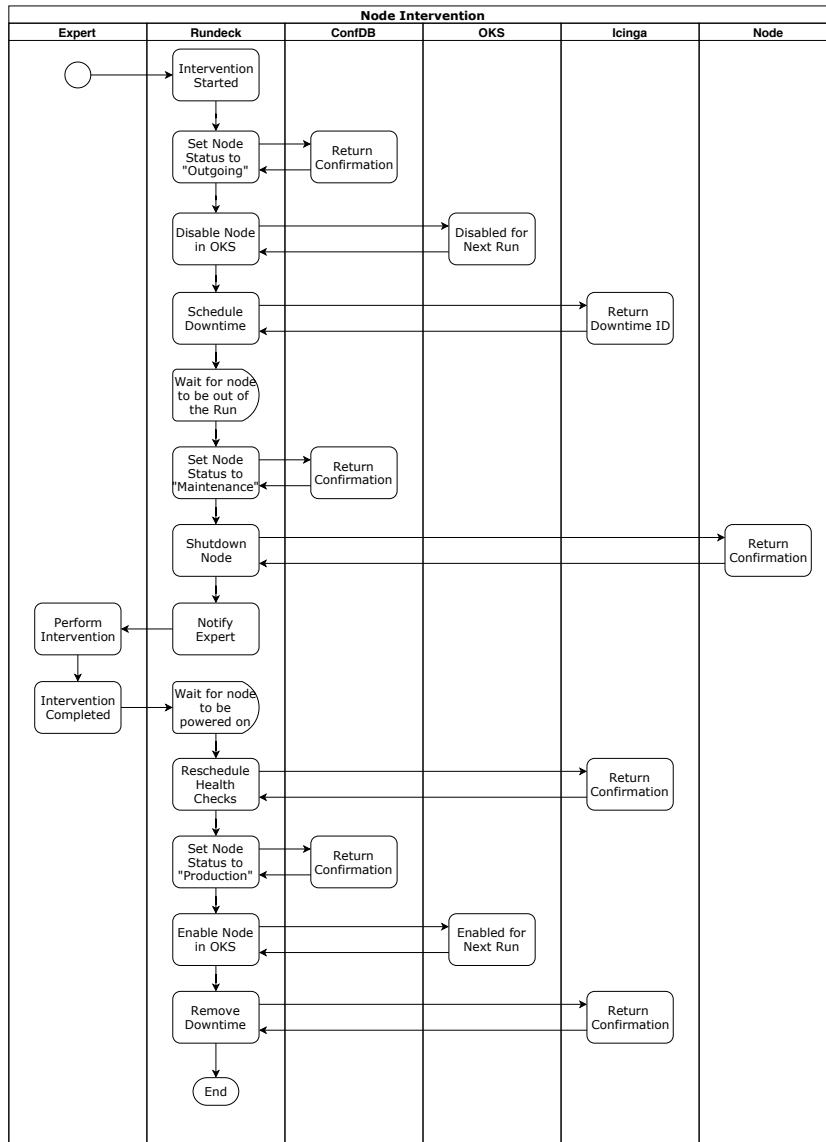 Node Intervention
Expert
Rundeck
ConfDB
OKS
Icinga
Node
Intervention
Started
Set Node
Status to
"Outgoing"
Return
Confirmation
Disable Node
in OKS
Disabled for
Next Run
Schedule
Downtime
Return
Downtime ID
Wait for node
to be out of
the Run
Set Node
Status to
"Maintenance"
Return
Confirmation
Shutdown
Node
Return
Confirmation
Perform
Intervention
Notify
Expert
Intervention
Completed
Wait for node
to be
powered on
Reschedule
Health
Checks
Return
Confirmation
Set Node
Status to
"Production"
Return
Confirmation
Enable Node
in OKS
Enabled for
Next Run
Remove
Downtime
Return
Confirmation
End